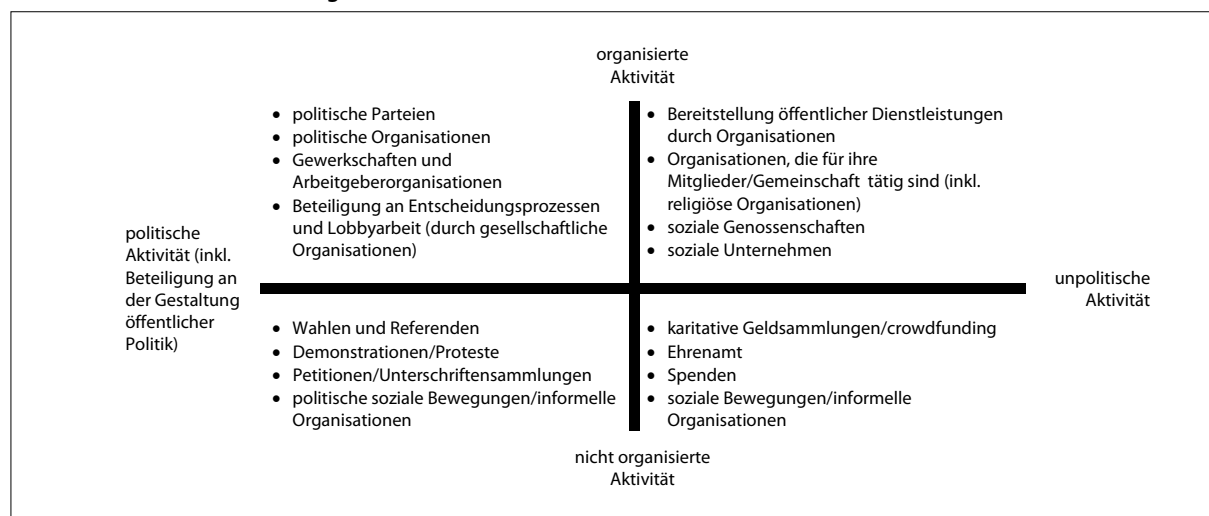 organisierte
Aktivität
• politische Parteien
• politische Organisationen
• Gewerkschaften und
Arbeitgeberorganisationen
• Beteiligung an Entscheidungsprozessen
und Lobbyarbeit (durch gesellschaftliche
Organisationen)
• Bereitstellung öffentlicher Dienstleistungen
durch Organisationen
• Organisationen, die für ihre
Mitglieder/Gemeinschaft tätig sind (inkl.
religiöse Organisationen)
• soziale Genossenschaften
• soziale Unternehmen
politische
Aktivität (inkl.
Beteiligung an
der Gestaltung
öffentlicher
Politik)
unpolitische
Aktivität
• Wahlen und Referenden
• Demonstrationen/Proteste
• Petitionen/Unterschriftensammlungen
• politische soziale Bewegungen/informelle
Organisationen
• karitative Geldsammlungen/crowdfunding
• Ehrenamt
• Spenden
• soziale Bewegungen/informelle
Organisationen
nicht organisierte
Aktivität